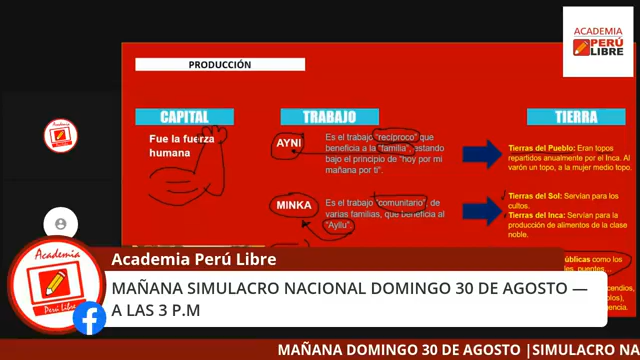 ACADEMIA
PERÚ
LIBRE
PRODUCCIÓN
CAPITAL
TRABAJO
TIERRA
Fue la fuerza
humana
AYNI
Es el trabajo "recíproco" que
beneficia a la "familia", estando
bajo el principio de "hoy por mi
mañana por ti".
Tierras del Pueblo: Eran topos
repartidos anualmente por el Inca. Al
varón un topo, a la mujer medio topo.
MINKA
Es el trabajo "comunitario", de
varias familias, que beneficia al
"Ayllu".
Tierras del Sol: Servían para los
cultos.
Tierras del Inca: Servían para la
producción de alimentos de la clase
noble.
públicas como los
puentes
Academia
Perú Libre
Academia Perú Libre
MAÑANA SIMULACRO NACIONAL DOMINGO 30 DE AGOSTO —
A LAS 3 P.M
MAÑANA DOMINGO 30 DE AGOSTO |SIMULACRO NA